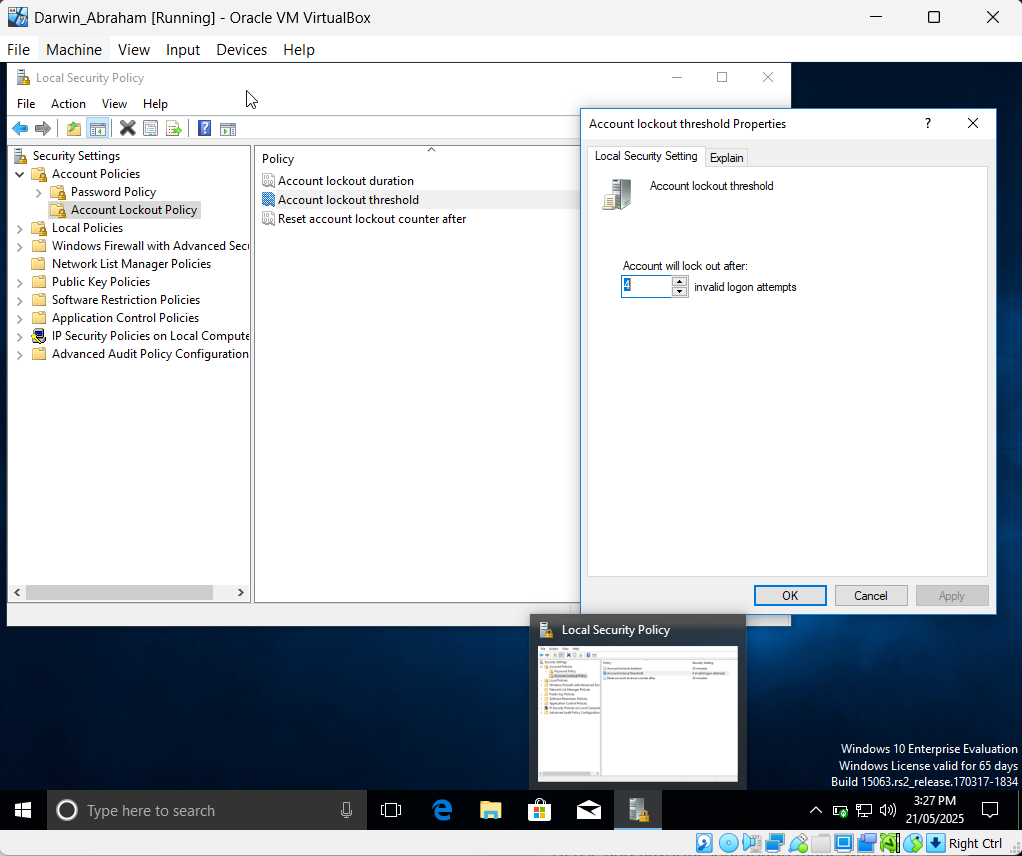 Darwin_Abraham [Running] - Oracle VM VirtualBox
File Machine View Input Devices Help
Local Security Policy
File Action View Help
Security Settings
Account Policies
Password Policy
Account Lockout Policy
Local Policies
Windows Firewall with Advanced Secu
Network List Manager Policies
Public Key Policies
Software Restriction Policies
Application Control Policies
IP Security Policies on Local Compute
Advanced Audit Policy Configuration
Policy
Account lockout duration
Account lockout threshold
Reset account lockout counter after
Account lockout threshold Properties
?
Local Security Setting Explain
Account lockout threshold
Account will lock out after:
4 invalid logon attempts
OK Cancel Apply
Local Security Policy
Windows 10 Enterprise Evaluation
Windows License valid for 65 days
Build 15063.rs2_release.170317-1834
Type here to search
3:27 PM
21/05/2025
Right Ctrl